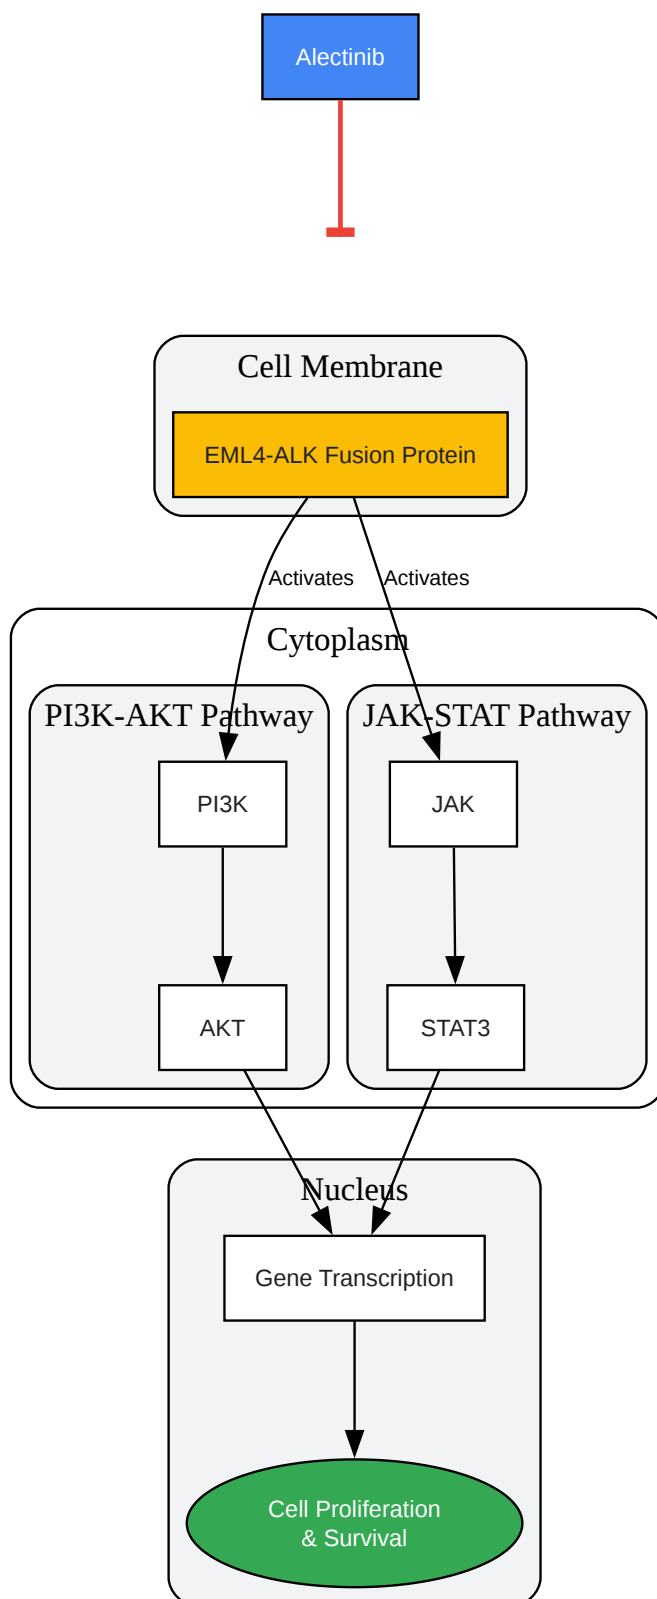 Alectinib
Cell Membrane
EML4-ALK Fusion Protein
Activates
Activates
Cytoplasm
PI3K-AKT Pathway
JAK-STAT Pathway
PI3K
JAK
AKT
STAT3
Nucleus
Gene Transcription
Cell Proliferation
& Survival